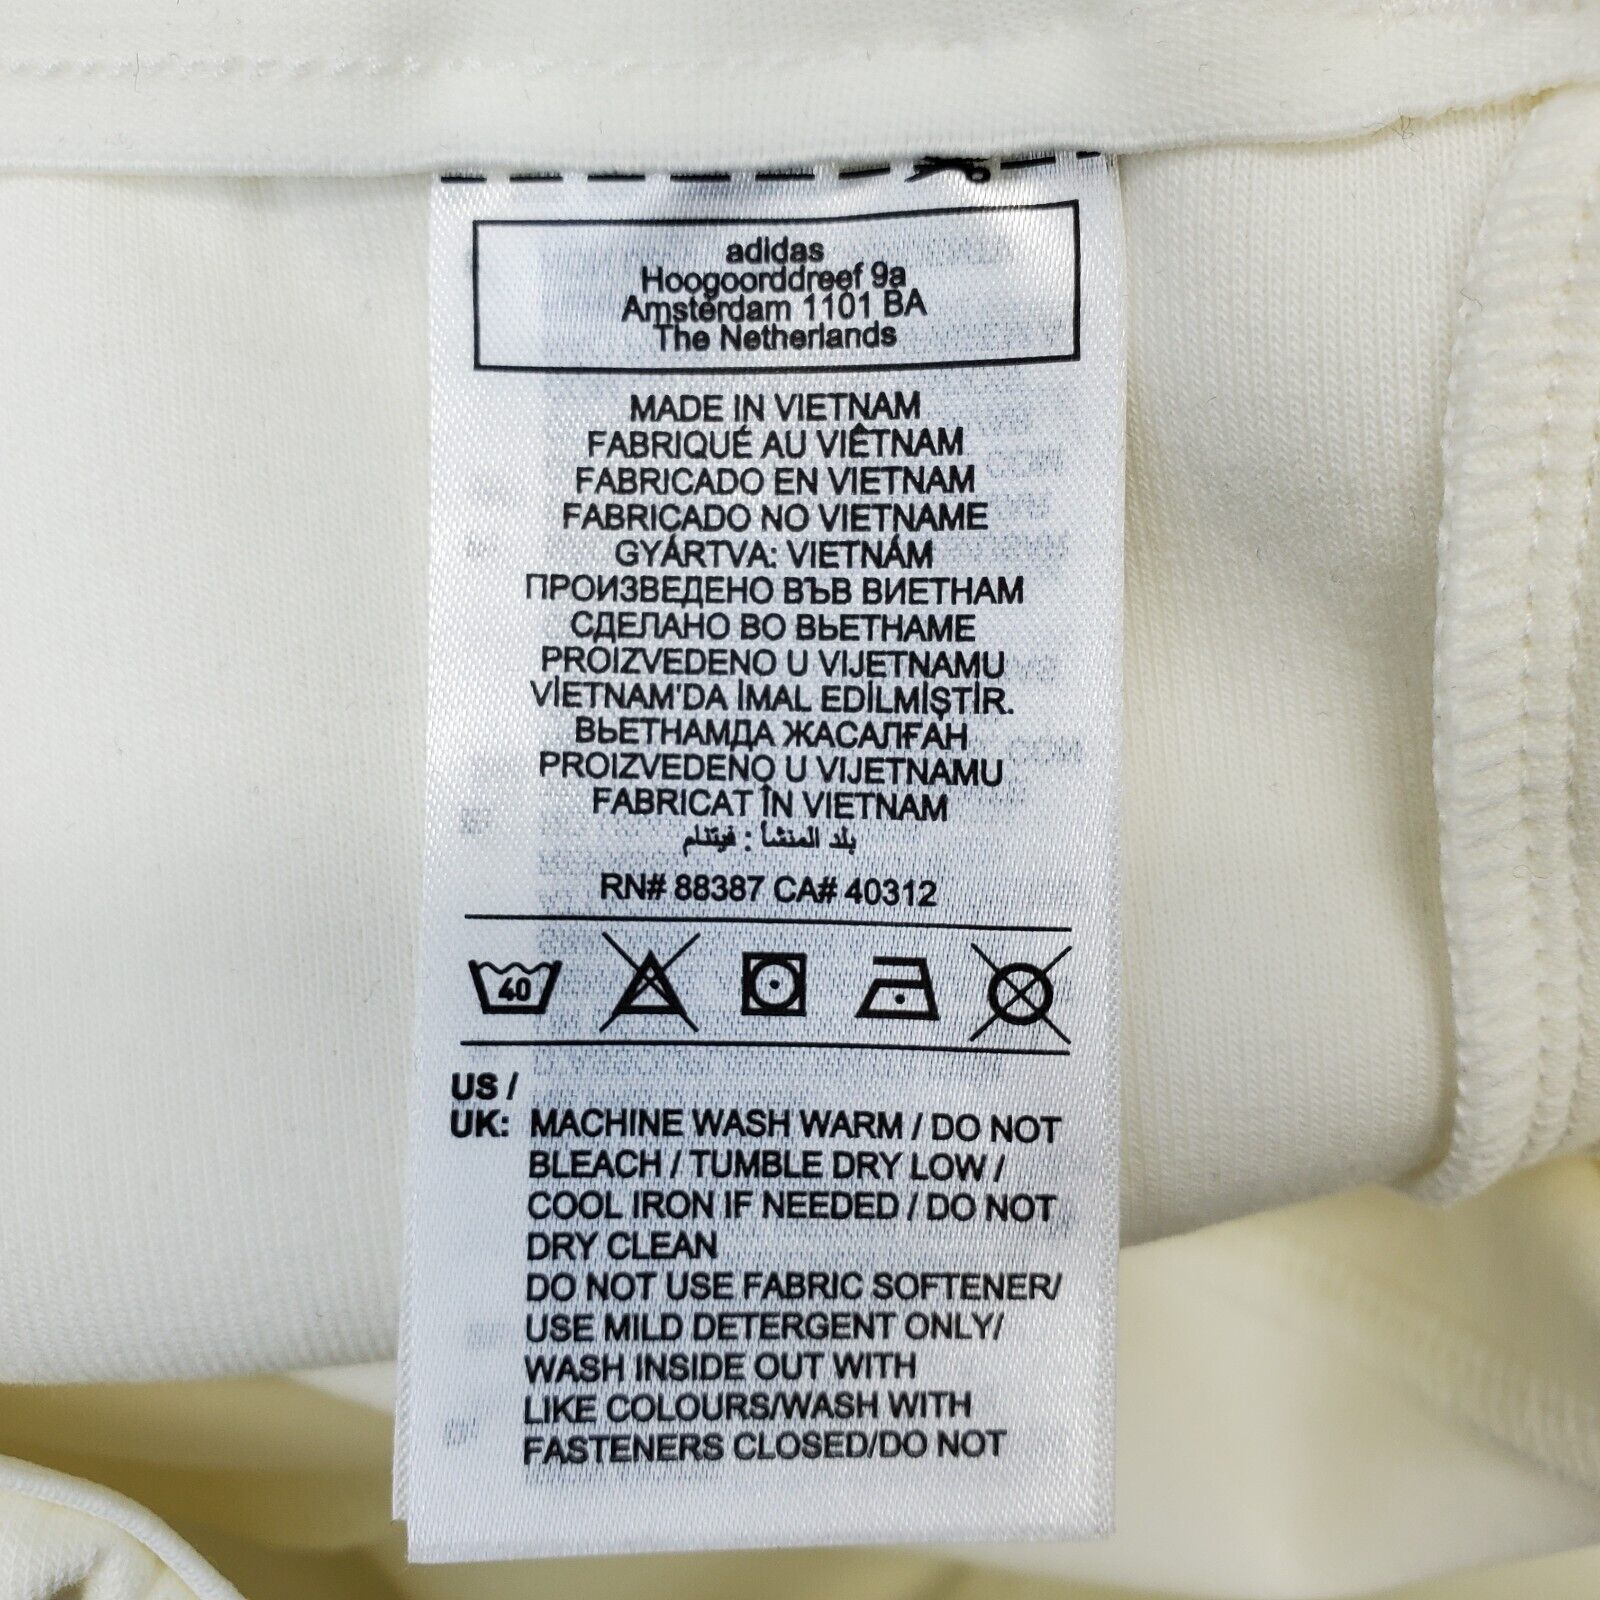 adidas
Hoogoorddreef 9a
Amsterdam 1101 BA
The Netherlands
MADE IN VIETNAM
FABRIQUÉ AU VIÊTNAM
FABRICADO EN VIETNAM
FABRICADO NO VIETNAME
GYÁRTVA: VIETNÁM
ПРОИЗВЕДЕНО ВЪВ ВИЕТНАМ
СДЕЛАНО ВО ВЬЕТНАМЕ
PROIZVEDENO U VIJETNAMU
VİETNAM'DA İMAL EDİLMİŞTİR.
ВЬЕТНАМДА ЖАСАЛҒАН
PROIZVEDENO U VIJETNAMU
FABRICAT ÎN VIETNAM
بلد المنشأ : فيتنام
RN# 88387 CA# 40312
40
US /
UK: MACHINE WASH WARM / DO NOT
BLEACH / TUMBLE DRY LOW /
COOL IRON IF NEEDED / DO NOT
DRY CLEAN
DO NOT USE FABRIC SOFTENER/
USE MILD DETERGENT ONLY/
WASH INSIDE OUT WITH
LIKE COLOURS/WASH WITH
FASTENERS CLOSED/DO NOT